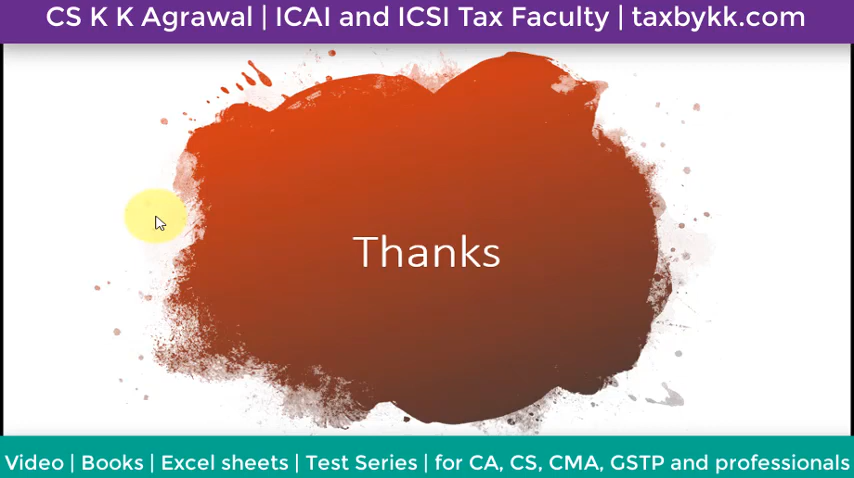 CS K K Agrawal | ICAI and ICSI Tax Faculty | taxbykk.com
Thanks
Video | Books | Excel sheets | Test Series | for CA, CS, CMA, GSTP and professionals